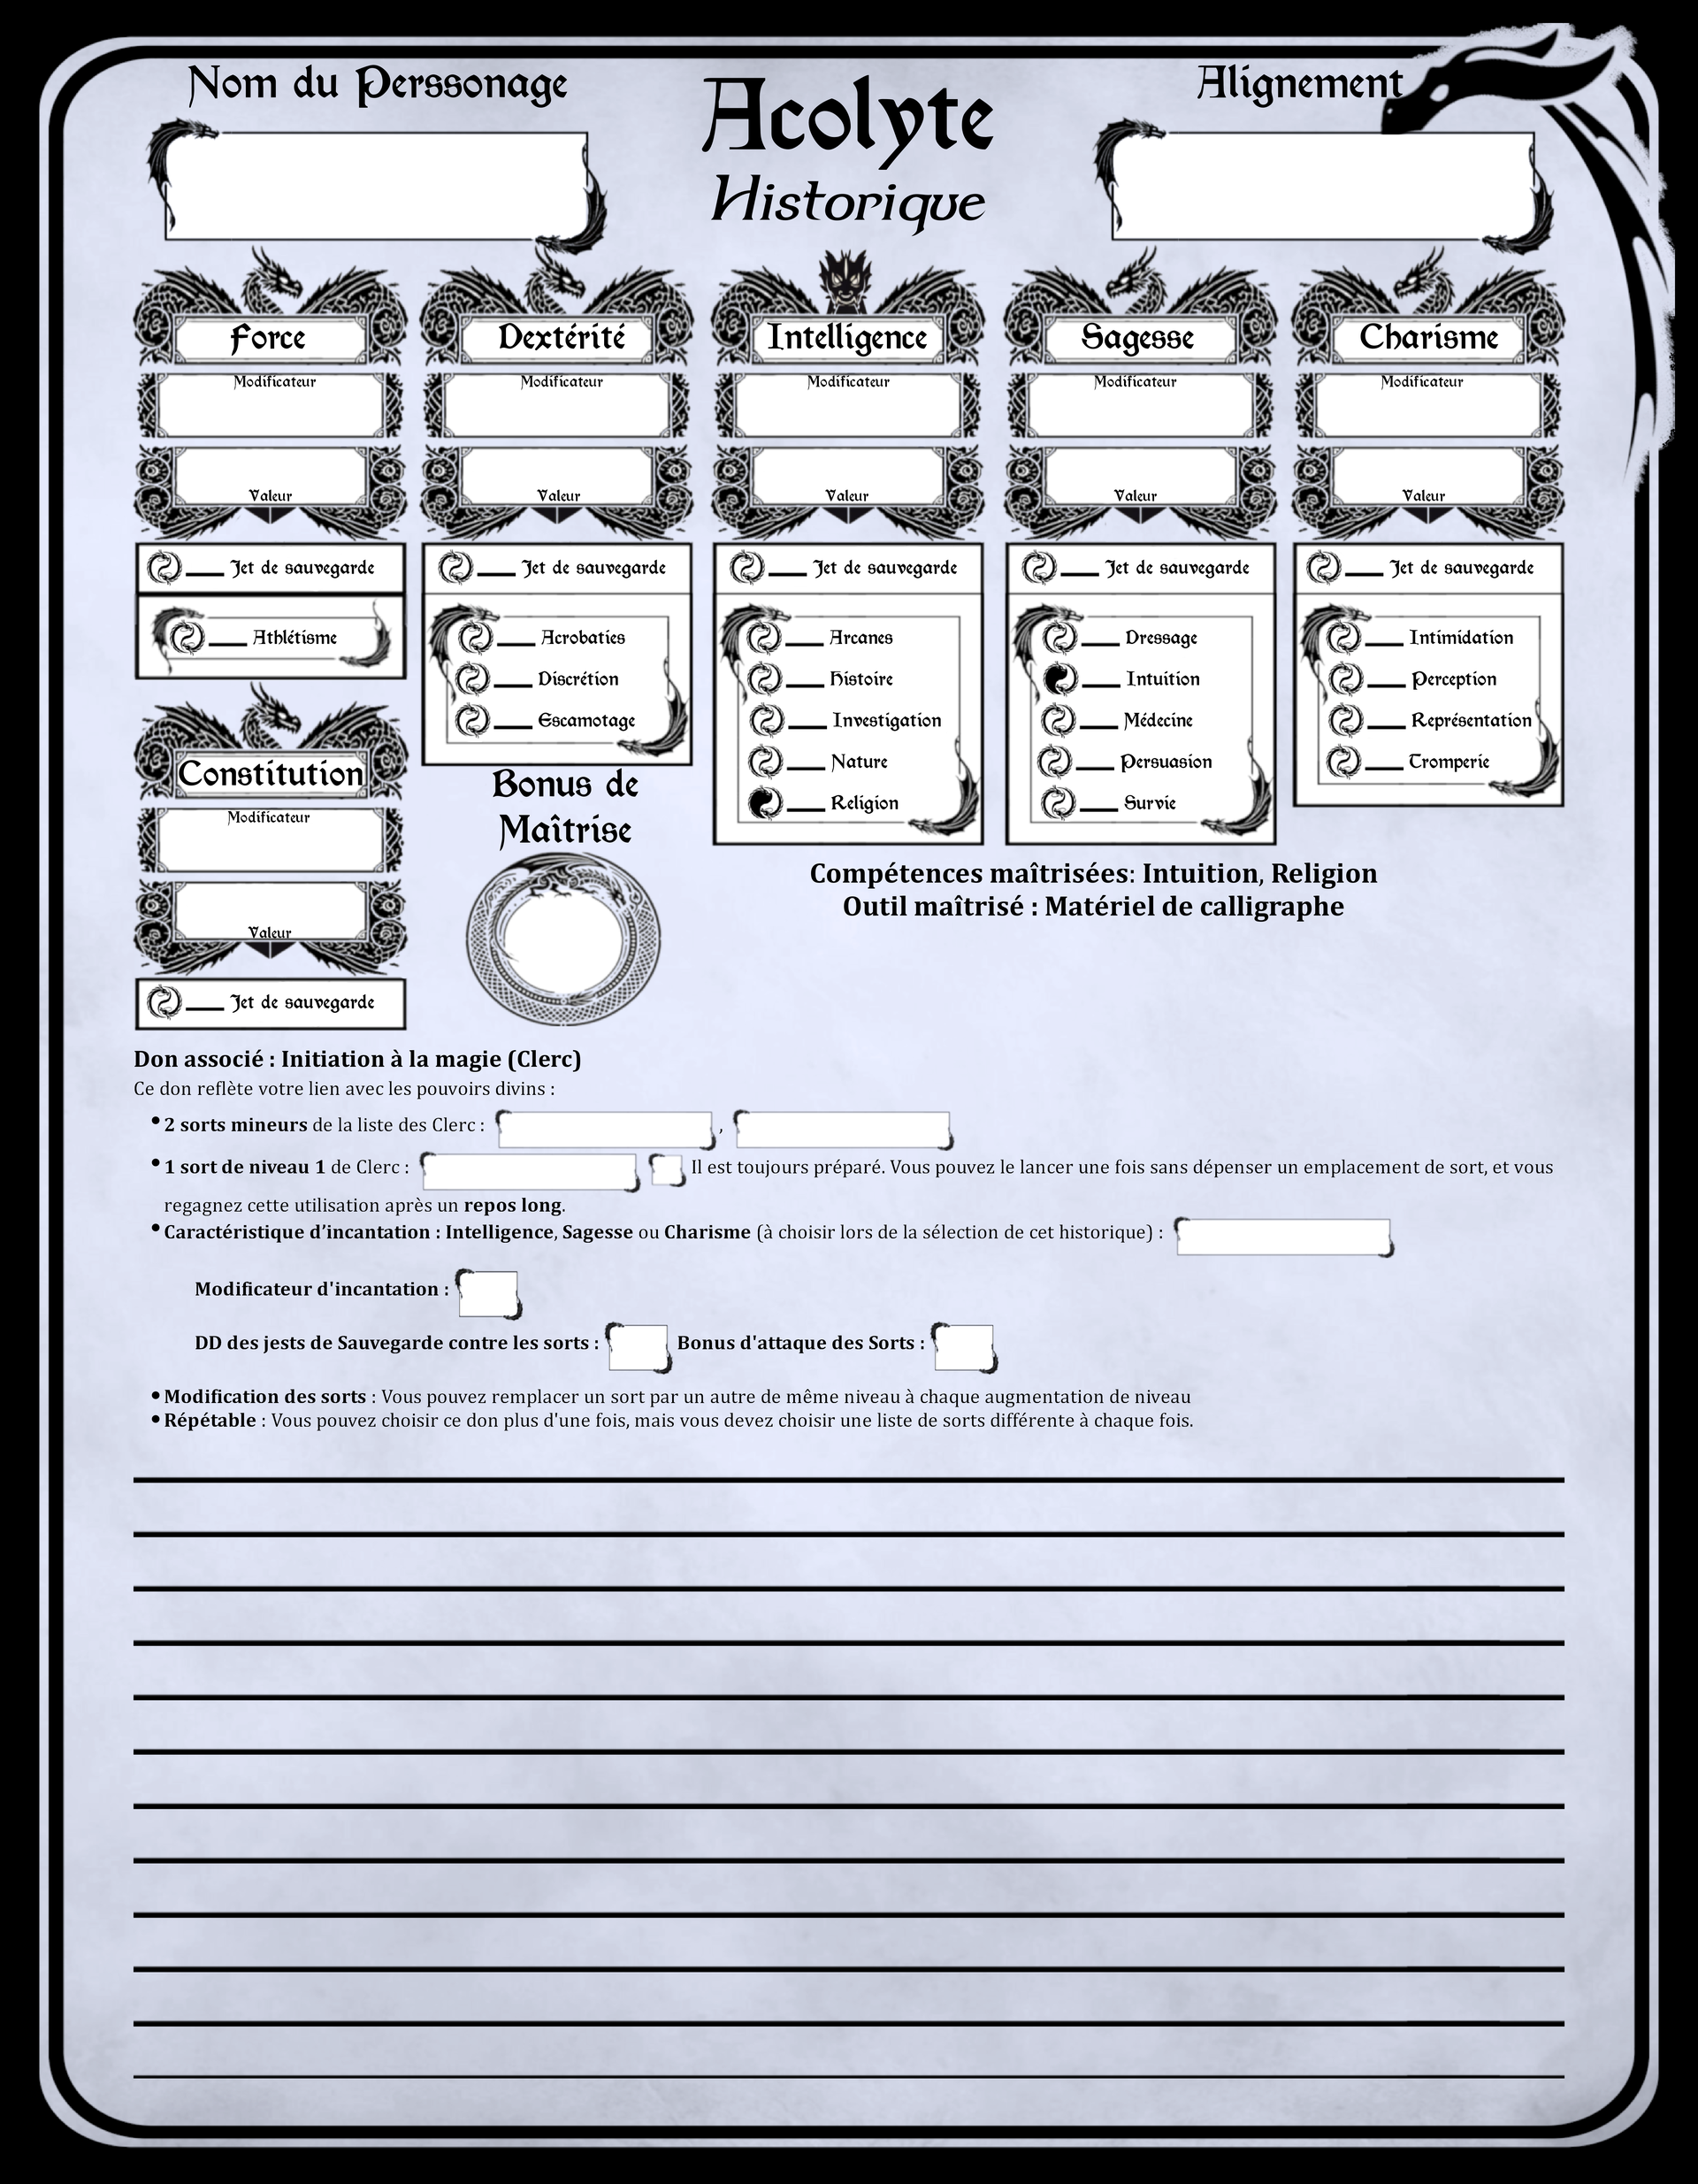 Nom du Perssonage
Acolyte
Historique
Alignement
Force
Modificateur
Valeur
Jet de sauvegarde
Athlétisme
Dextérité
Modificateur
Valeur
Jet de sauvegarde
Acrobaties
Discrétion
Escamotage
Intelligence
Modificateur
Valeur
Jet de sauvegarde
Arcanes
Histoire
Investigation
Nature
Religion
Sagesse
Modificateur
Valeur
Jet de sauvegarde
Dressage
Intuition
Médecine
Persuasion
Survie
Charisme
Modificateur
Valeur
Jet de sauvegarde
Intimidation
Perception
Représentation
Tromperie
Constitution
Modificateur
Valeur
Jet de sauvegarde
Bonus de
Maîtrise
Compétences maîtrisées: Intuition, Religion
Outil maîtrisé : Matériel de calligraphe
Don associé : Initiation à la magie (Clerc)
Ce don reflète votre lien avec les pouvoirs divins :
• 2 sorts mineurs de la liste des Clerc : ,
• 1 sort de niveau 1 de Clerc : Il est toujours préparé. Vous pouvez le lancer une fois sans dépenser un emplacement de sort, et vous
regagnez cette utilisation après un repos long.
• Caractéristique d’incantation : Intelligence, Sagesse ou Charisme (à choisir lors de la sélection de cet historique) :
Modificateur d'incantation :
DD des jests de Sauvegarde contre les sorts : Bonus d'attaque des Sorts :
• Modification des sorts : Vous pouvez remplacer un sort par un autre de même niveau à chaque augmentation de niveau
• Répétable : Vous pouvez choisir ce don plus d'une fois, mais vous devez choisir une liste de sorts différente à chaque fois.